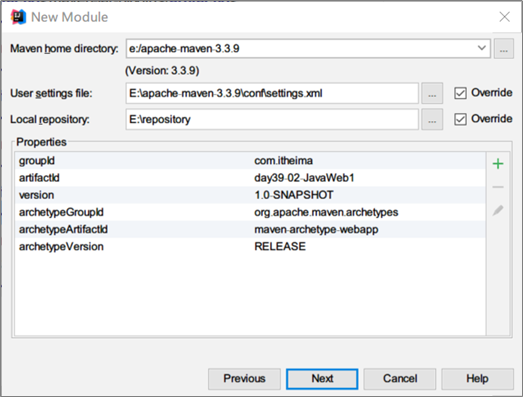 New Module
Maven home directory: e:/apache-maven-3.3.9
(Version: 3.3.9)
User settings file: E:\apache-maven-3.3.9\conf\settings.xml ... Override
Local repository: E:\repository ... Override
Properties
groupId com.itheima
artifactId day39-02-JavaWeb1
version 1.0-SNAPSHOT
archetypeGroupId org.apache.maven.archetypes
archetypeArtifactId maven-archetype-webapp
archetypeVersion RELEASE
Previous Next Cancel Help